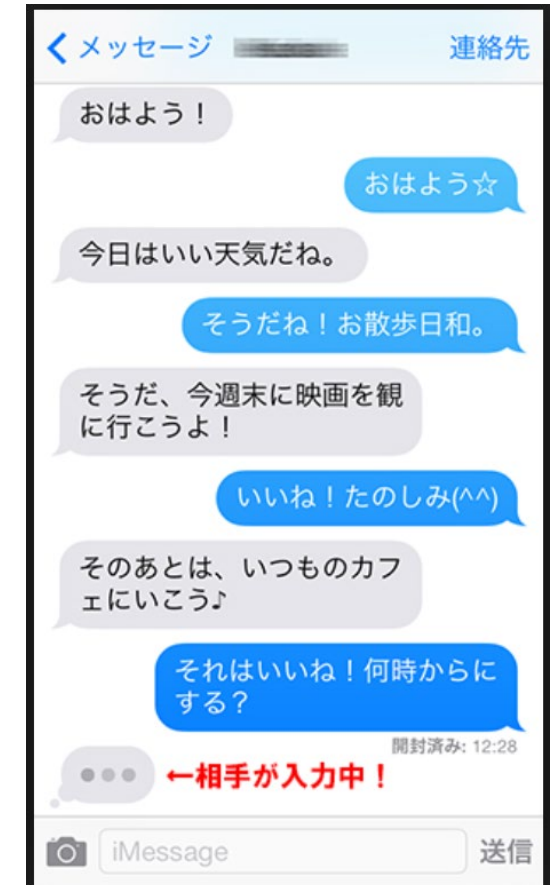 メッセージ
連絡先
おはよう！
おはよう☆
今日はいい天気だね。
そうだね！お散歩日和。
そうだ、今週末に映画を観
に行こうよ！
いいね！たのしみ(^^)
そのあとは、いつものカフ
ェにいこう♪
それはいいね！何時からに
する？
開封済み: 12:28
←相手が入力中！
iMessage
送信